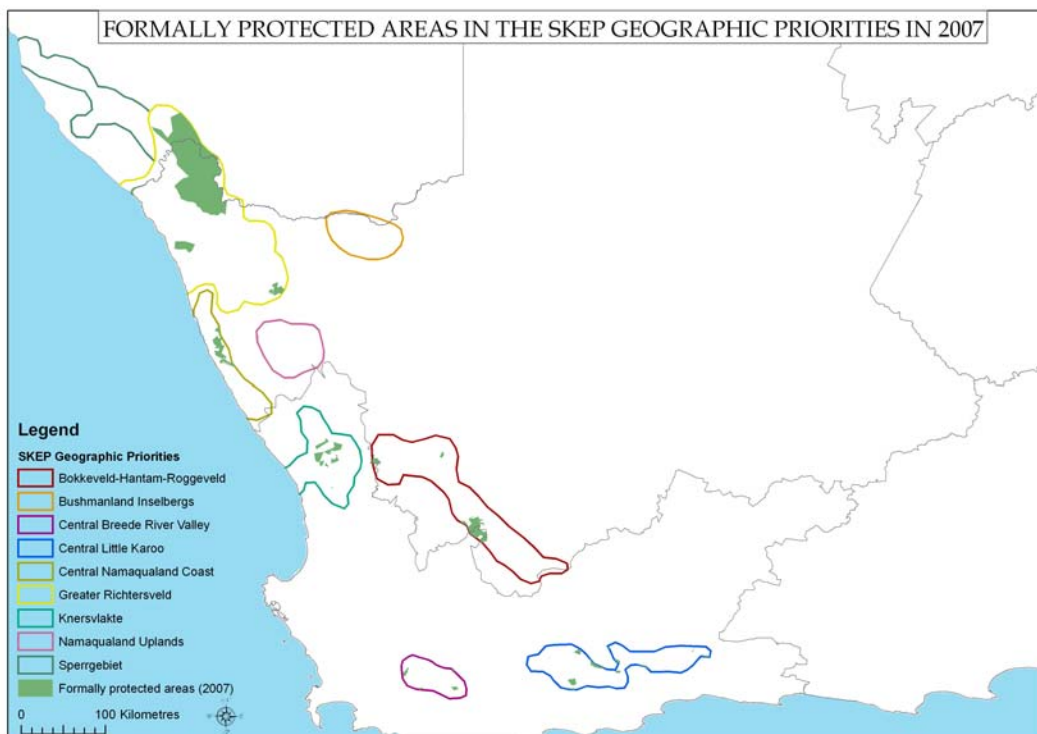 FORMALLY PROTECTED AREAS IN THE SKEP GEOGRAPHIC PRIORITIES IN 2007
Legend
SKEP Geographic Priorities
Bokkeveld-Hantam-Roggeveld
Bushmanland Inselbergs
Central Breede River Valley
Central Little Karoo
Central Namaqualand Coast
Greater Richtersveld
Knersvlakte
Namaqualand Uplands
Sperrgebiet
Formally protected areas (2007)
0 100 Kilometres